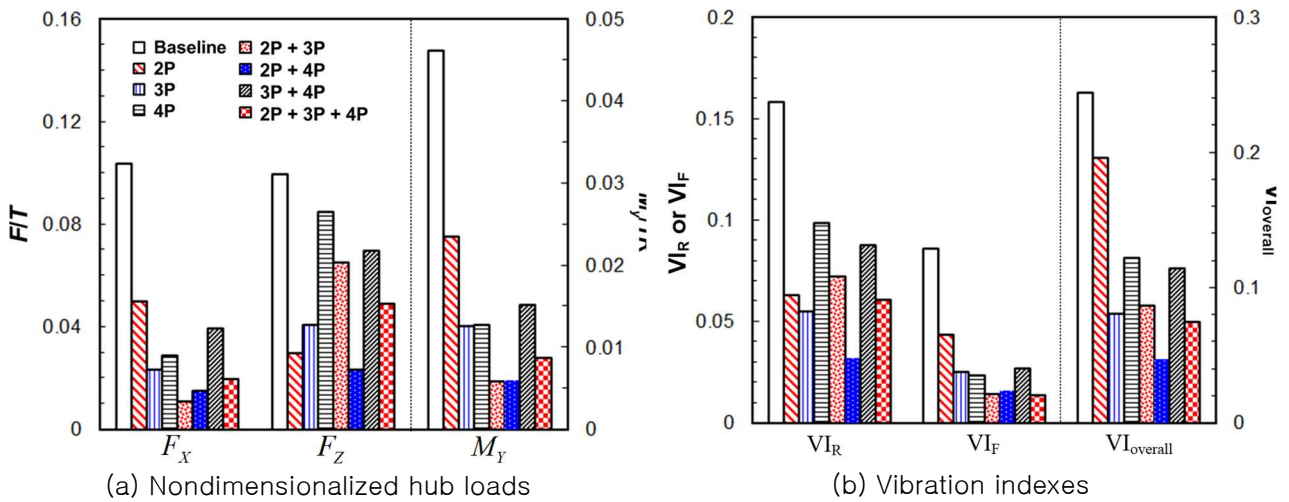 0.16
0.12
0.08
0.04
0
F/T
Baseline
2P
3P
4P
2P + 3P
2P + 4P
3P + 4P
2P + 3P + 4P
0.05
0.04
0.03
0.02
0.01
0
F_X
F_Z
M_Y
(a) Nondimensionalized hub loads
0.2
0.15
0.1
0.05
0
VI_R or VI_F
0.3
0.2
0.1
0
VI_overall
VI_R
VI_F
VI_overall
(b) Vibration indexes